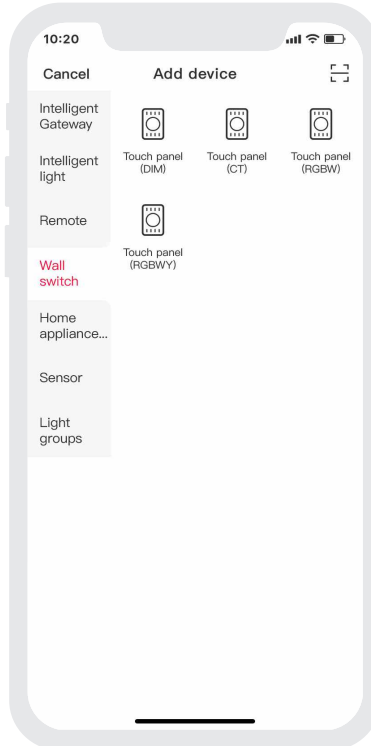 10:20
Cancel
Add device
Intelligent
Gateway
Intelligent
light
Remote
Wall
switch
Home
appliance...
Sensor
Light
groups
Touch panel
(DIM)
Touch panel
(CT)
Touch panel
(RGBW)
Touch panel
(RGBWY)